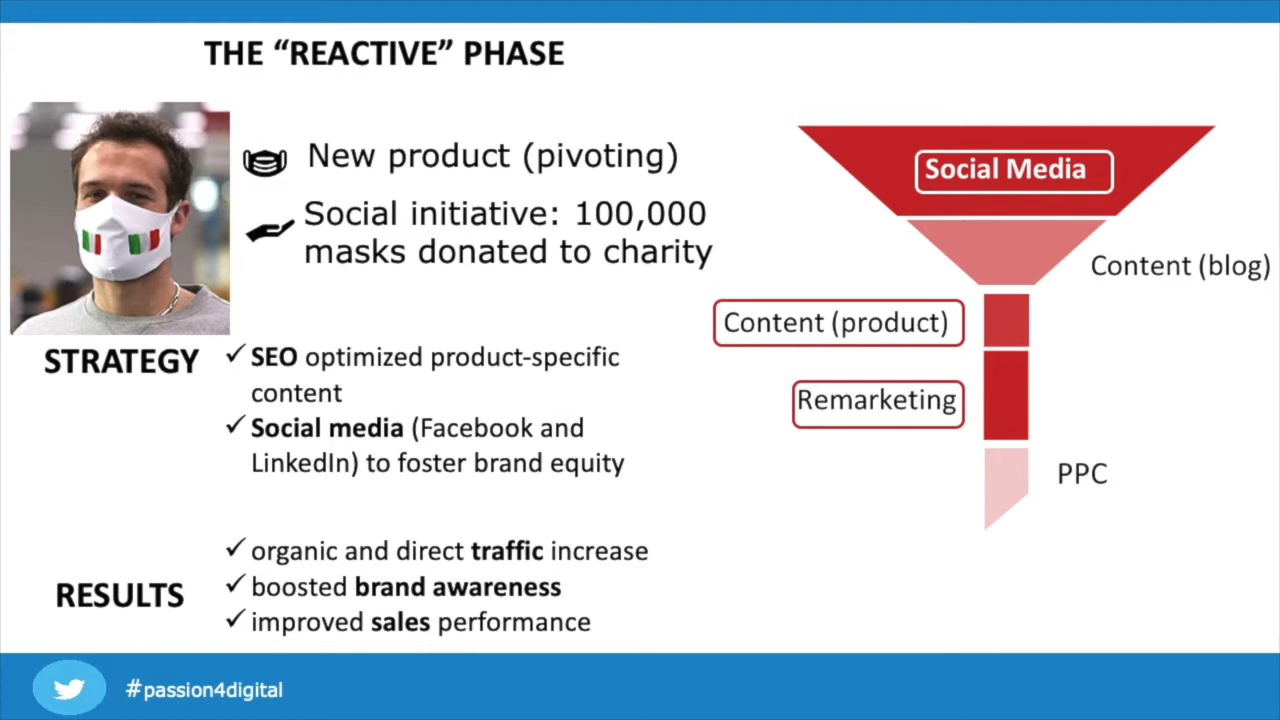 THE “REACTIVE” PHASE
New product (pivoting)
Social initiative: 100,000
masks donated to charity
STRATEGY
✓ SEO optimized product-specific
content
✓ Social media (Facebook and
LinkedIn) to foster brand equity
RESULTS
✓ organic and direct traffic increase
✓ boosted brand awareness
✓ improved sales performance
Social Media
Content (blog)
Content (product)
Remarketing
PPC
#passion4digital